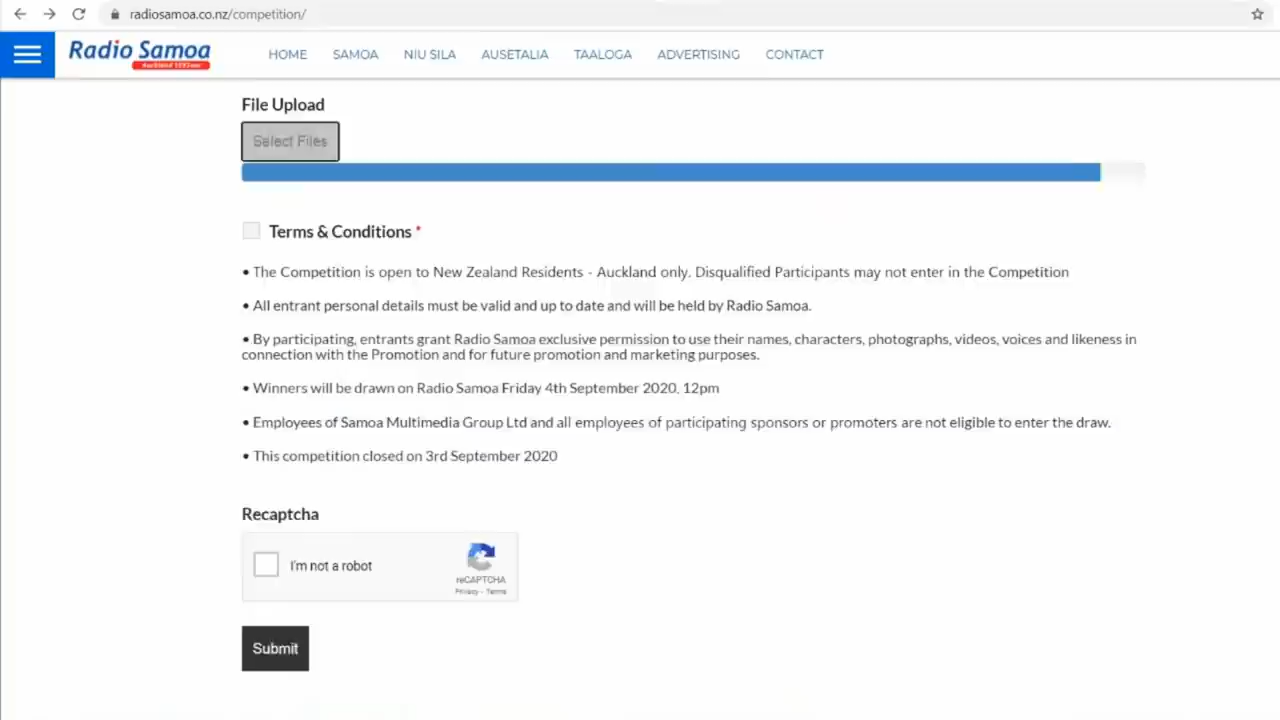 radiosamoa.co.nz/competition/
Radio Samoa
HOME SAMOA NIU SILA AUSETALIA TAALOGA ADVERTISING CONTACT
File Upload
Select Files
Terms & Conditions *
• The Competition is open to New Zealand Residents - Auckland only. Disqualified Participants may not enter in the Competition
• All entrant personal details must be valid and up to date and will be held by Radio Samoa.
• By participating, entrants grant Radio Samoa exclusive permission to use their names, characters, photographs, videos, voices and likeness in
connection with the Promotion and for future promotion and marketing purposes.
• Winners will be drawn on Radio Samoa Friday 4th September 2020, 12pm
• Employees of Samoa Multimedia Group Ltd and all employees of participating sponsors or promoters are not eligible to enter the draw.
• This competition closed on 3rd September 2020
Recaptcha
I'm not a robot
reCAPTCHA
Privacy - Terms
Submit